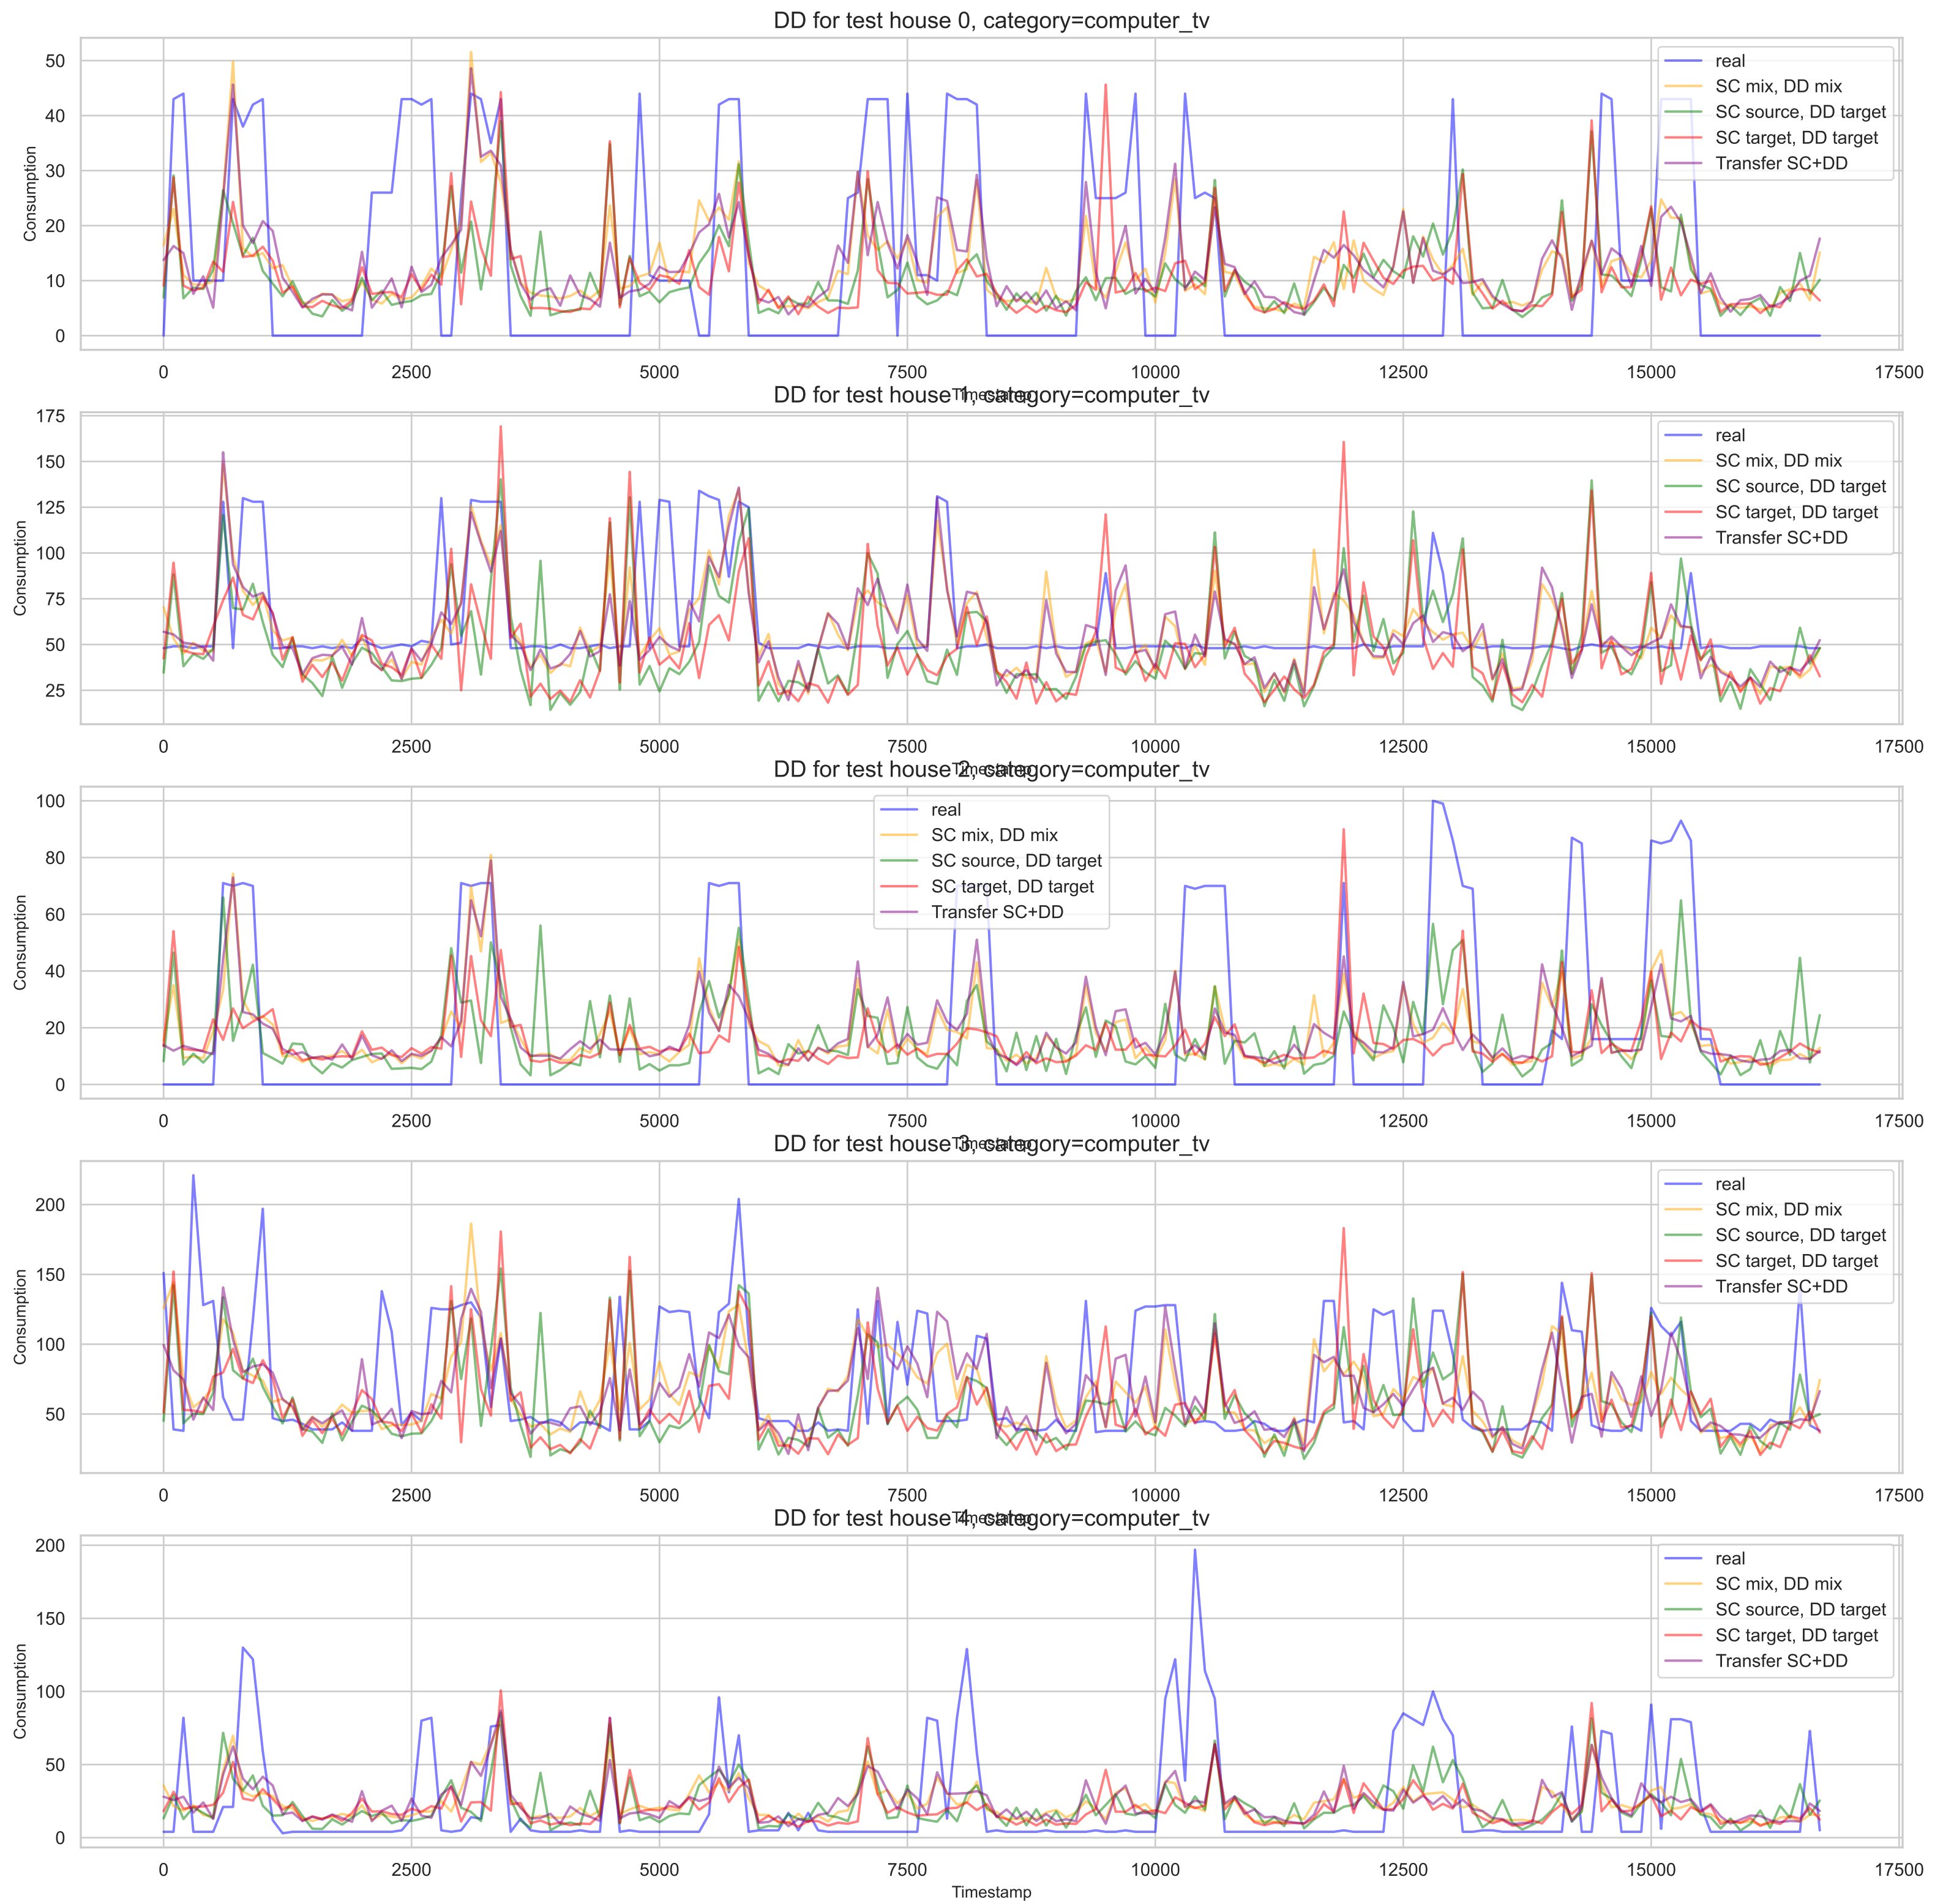 DD for test house 0, category=computer_tv
Consumption
50
40
30
20
10
0
real
SC mix, DD mix
SC source, DD target
SC target, DD target
Transfer SC+DD
0 2500 5000 7500 10000 12500 15000 17500
Timestamp
DD for test house 1, category=computer_tv
Consumption
175
150
125
100
75
50
25
real
SC mix, DD mix
SC source, DD target
SC target, DD target
Transfer SC+DD
0 2500 5000 7500 10000 12500 15000 17500
Timestamp
DD for test house 2, category=computer_tv
Consumption
100
80
60
40
20
0
real
SC mix, DD mix
SC source, DD target
SC target, DD target
Transfer SC+DD
0 2500 5000 7500 10000 12500 15000 17500
Timestamp
DD for test house 3, category=computer_tv
Consumption
200
150
100
50
real
SC mix, DD mix
SC source, DD target
SC target, DD target
Transfer SC+DD
0 2500 5000 7500 10000 12500 15000 17500
Timestamp
DD for test house 4, category=computer_tv
Consumption
200
150
100
50
0
real
SC mix, DD mix
SC source, DD target
SC target, DD target
Transfer SC+DD
0 2500 5000 7500 10000 12500 15000 17500
Timestamp